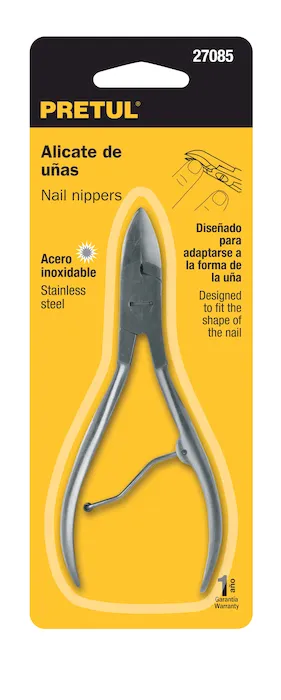 27085
PRETUL®
Alicate de
uñas
Nail nippers
Diseñado
para
adaptarse a
la forma de
la uña
Designed
to fit the
shape of
the nail
Acero
inoxidable
Stainless
steel
1 año
Garantía
Warranty